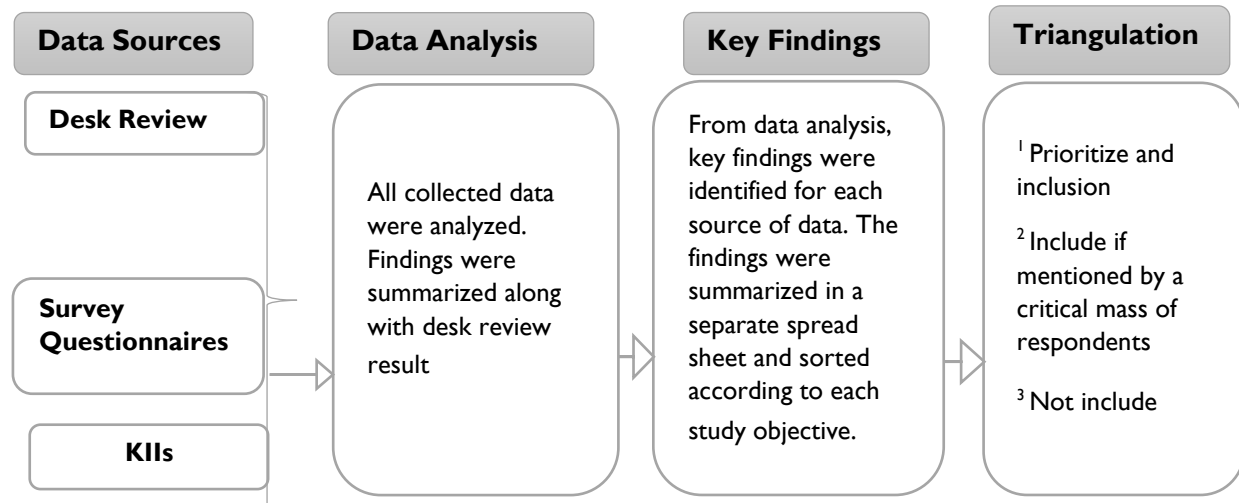 Data Sources
Desk Review
Survey
Questionnaires
KIIs
Data Analysis
All collected data
were analyzed.
Findings were
summarized along
with desk review
result
Key Findings
From data analysis,
key findings were
identified for each
source of data. The
findings were
summarized in a
separate spread
sheet and sorted
according to each
study objective.
Triangulation
1 Prioritize and
inclusion
2 Include if
mentioned by a
critical mass of
respondents
3 Not include